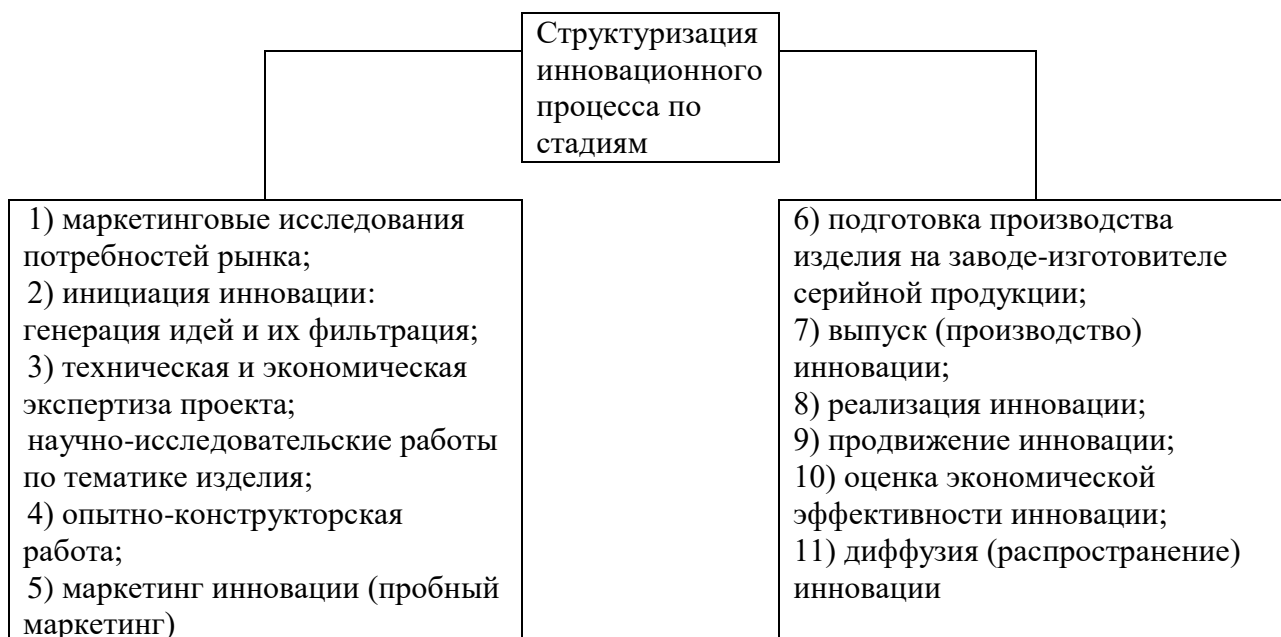 Структуризация
инновационного
процесса по
стадиям
1) маркетинговые исследования
потребностей рынка;
2) инициация инновации:
генерация идей и их фильтрация;
3) техническая и экономическая
экспертиза проекта;
научно-исследовательские работы
по тематике изделия;
4) опытно-конструкторская
работа;
5) маркетинг инновации (пробный
маркетинг)
6) подготовка производства
изделия на заводе-изготовителе
серийной продукции;
7) выпуск (производство)
инновации;
8) реализация инновации;
9) продвижение инновации;
10) оценка экономической
эффективности инновации;
11) диффузия (распространение)
инновации